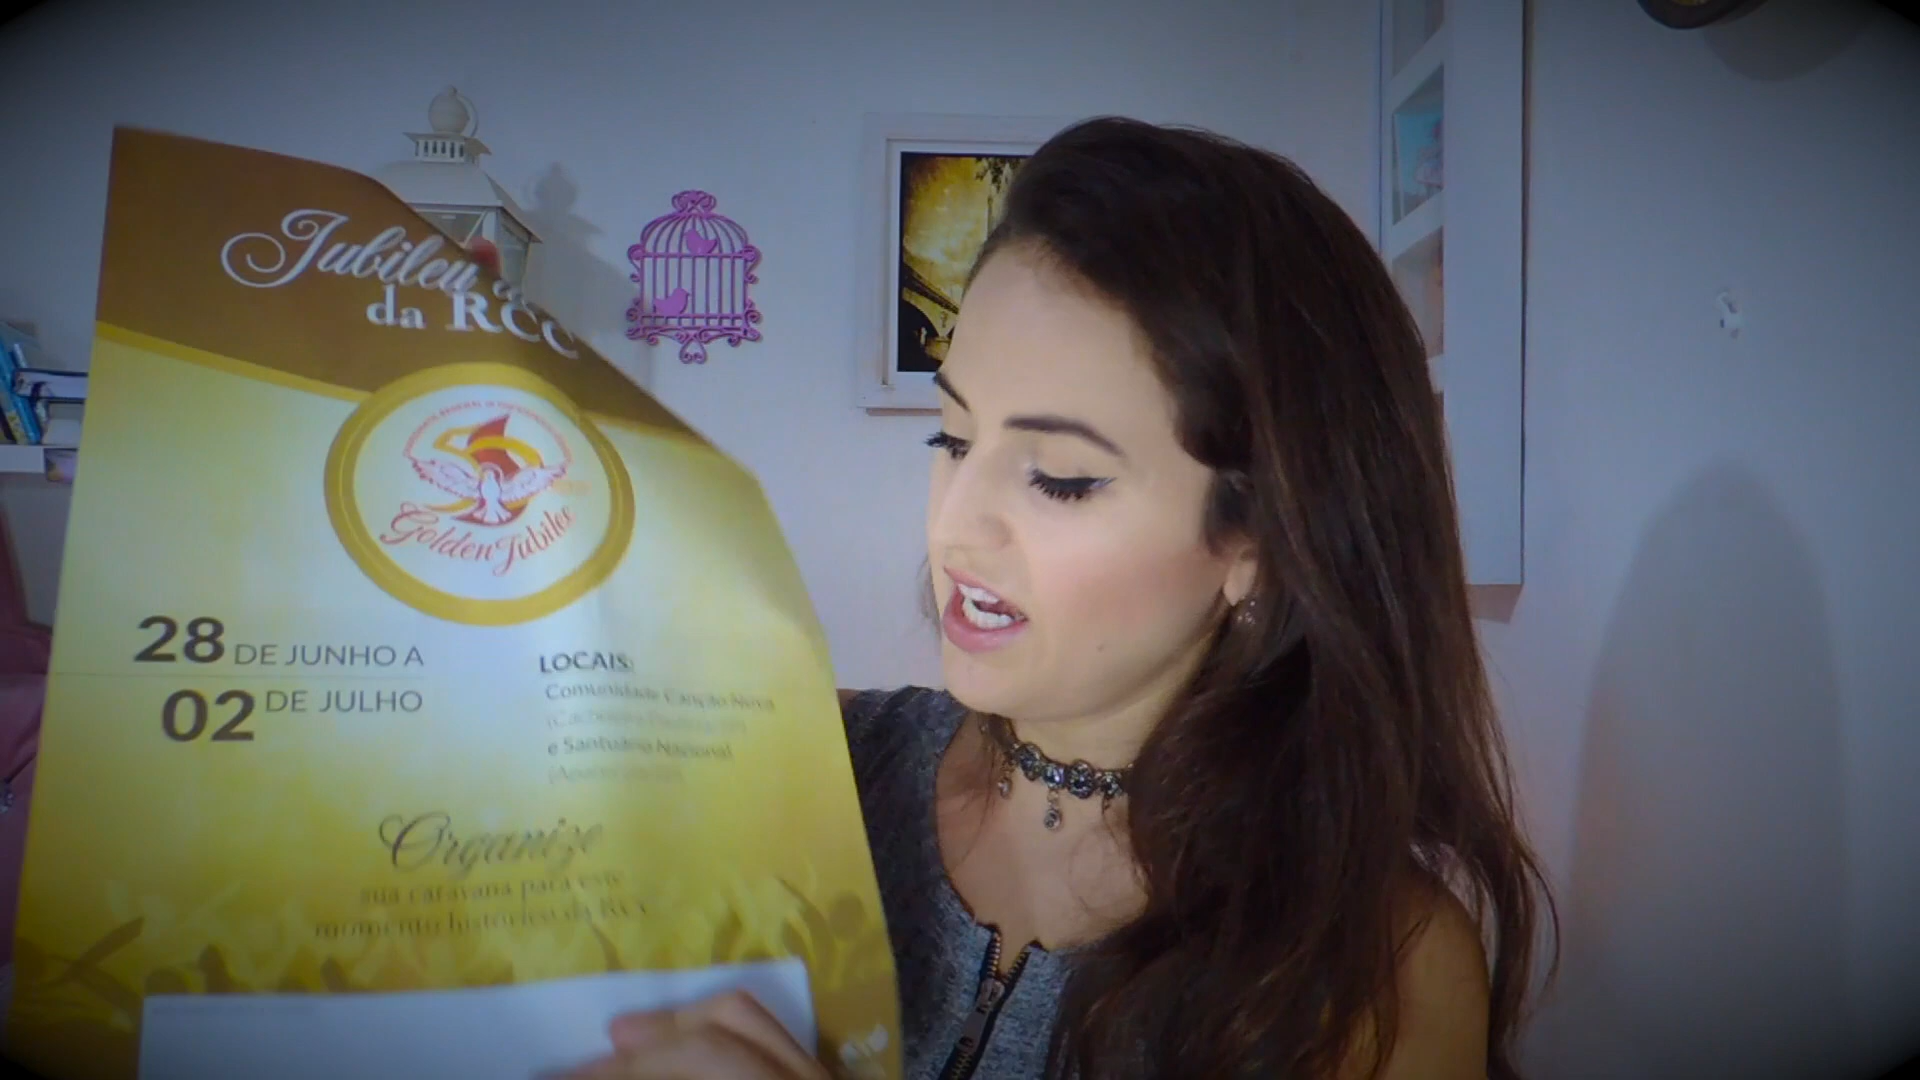 Jubileu
da RCC
Golden Jubilee
28 DE JUNHO A
02 DE JULHO
LOCAIS:
Comunidade Canção Nova
e Santuário Nacional
Organize
sua caravana para este
momento histórico da RCC